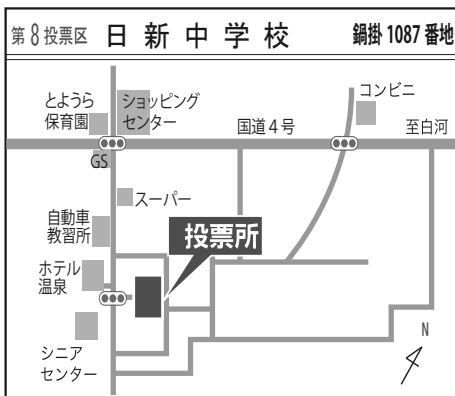 第8投票区 日新中学校 鍋掛1087番地
とようら
保育園
ショッピング
センター
コンビニ
国道4号
至白河
GS
スーパー
自動車
教習所
投票所
ホテル
温泉
シニア
センター
N